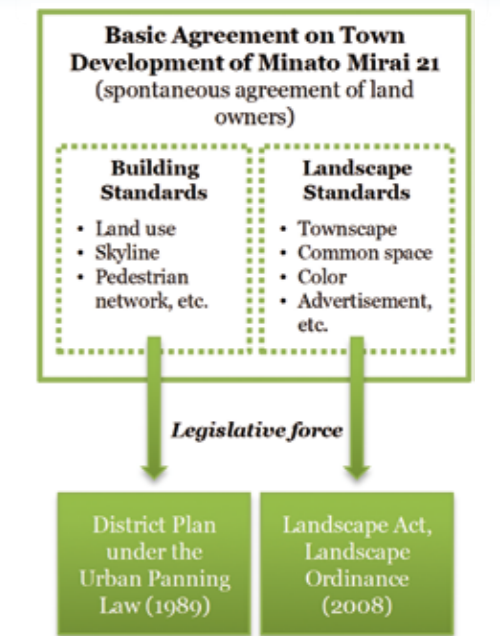 Basic Agreement on Town
Development of Minato Mirai 21
(spontaneous agreement of land
owners)
Building
Standards
• Land use
• Skyline
• Pedestrian
network, etc.
Landscape
Standards
• Townscape
• Common space
• Color
• Advertisement,
etc.
Legislative force
District Plan
under the
Urban Panning
Law (1989)
Landscape Act,
Landscape
Ordinance
(2008)